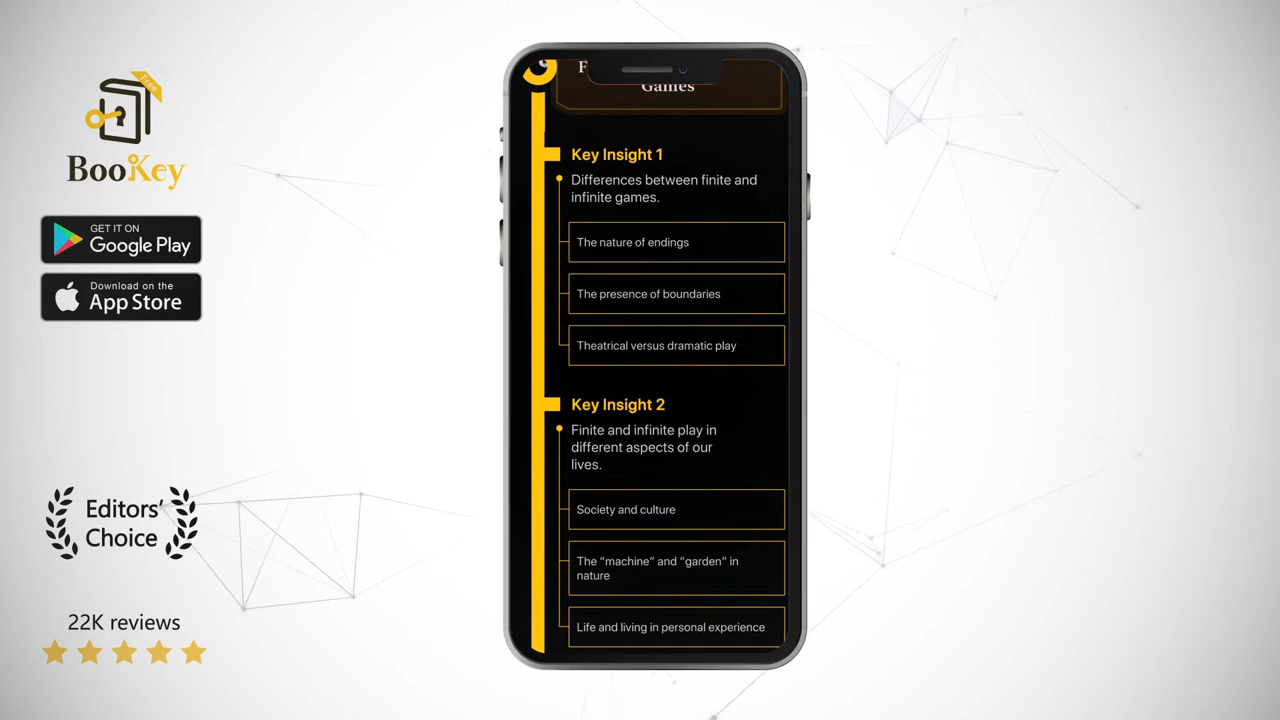 Free
BooKey
GET IT ON
Google Play
Download on the
App Store
Editors'
Choice
22K reviews
F
Games
Key Insight 1
Differences between finite and
infinite games.
The nature of endings
The presence of boundaries
Theatrical versus dramatic play
Key Insight 2
Finite and infinite play in
different aspects of our
lives.
Society and culture
The “machine” and “garden” in
nature
Life and living in personal experience